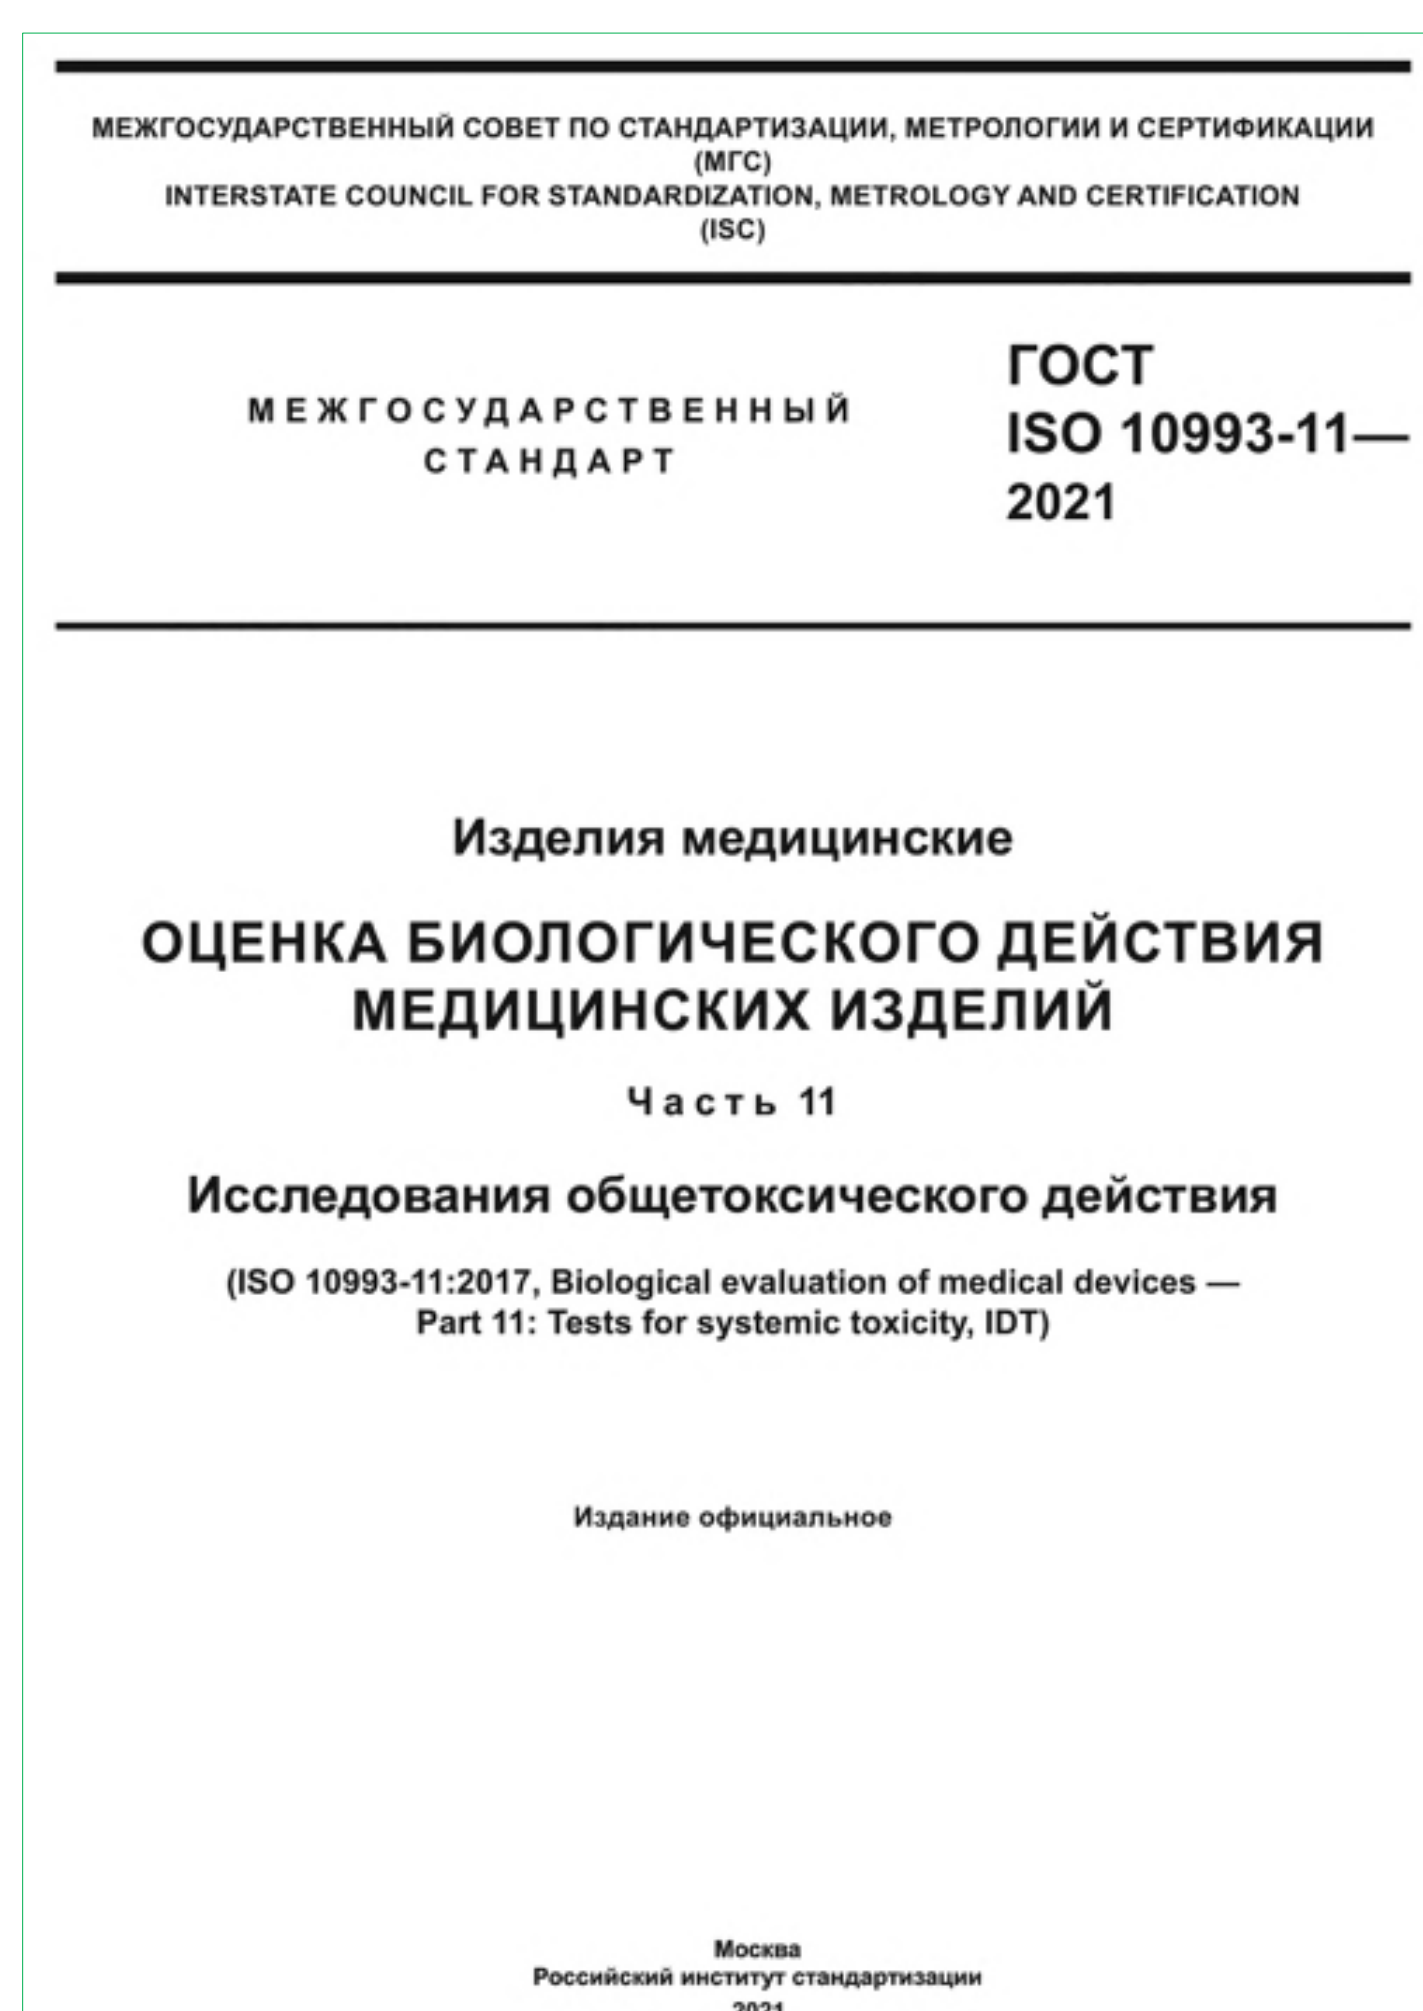 МЕЖГОСУДАРСТВЕННЫЙ СОВЕТ ПО СТАНДАРТИЗАЦИИ, МЕТРОЛОГИИ И СЕРТИФИКАЦИИ
(МГС)
INTERSTATE COUNCIL FOR STANDARDIZATION, METROLOGY AND CERTIFICATION
(ISC)
МЕЖГОСУДАРСТВЕННЫЙ
СТАНДАРТ
ГОСТ
ISO 10993-11—
2021
Изделия медицинские
ОЦЕНКА БИОЛОГИЧЕСКОГО ДЕЙСТВИЯ
МЕДИЦИНСКИХ ИЗДЕЛИЙ
Часть 11
Исследования общетоксического действия
(ISO 10993-11:2017, Biological evaluation of medical devices —
Part 11: Tests for systemic toxicity, IDT)
Издание официальное
Москва
Российский институт стандартизации
2021